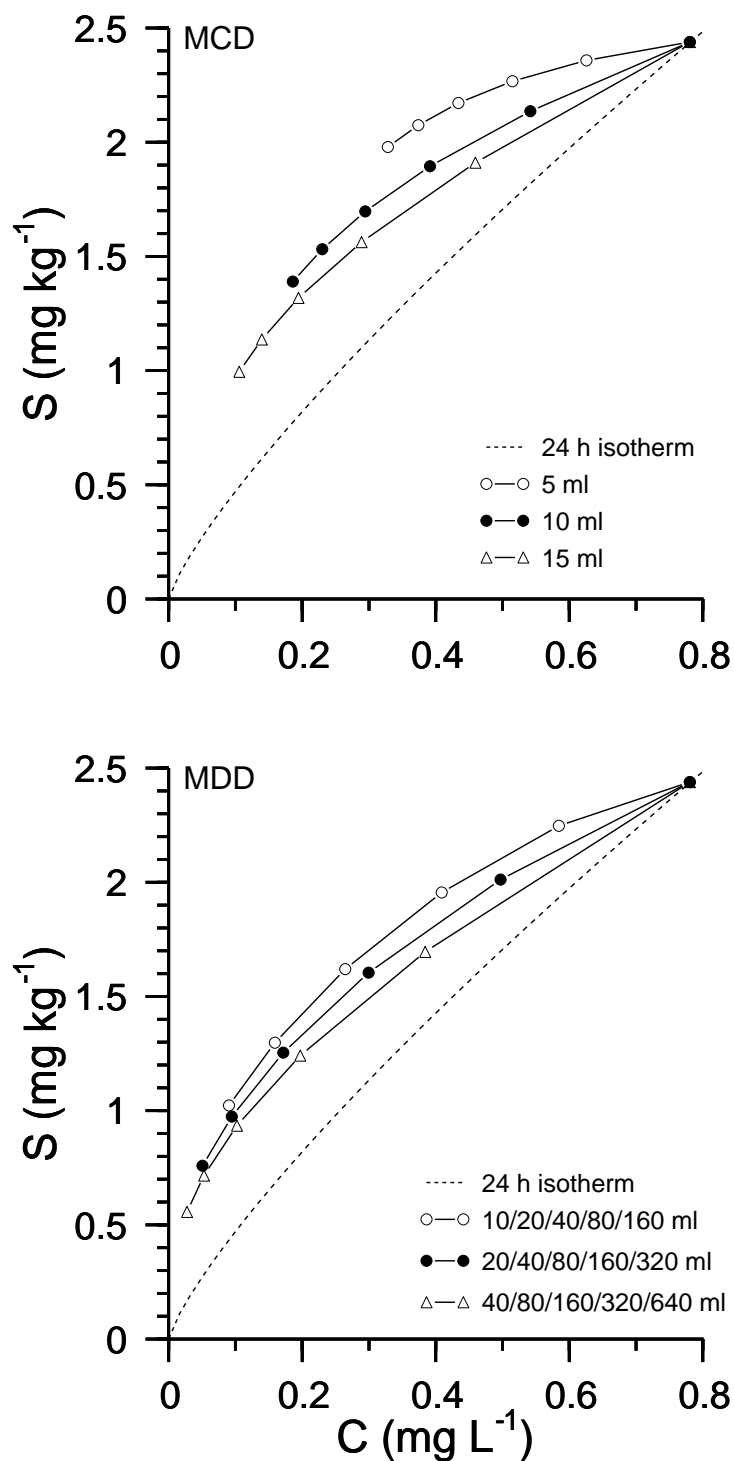 MCD
2.5
2
1.5
1
0.5
0
S (mg kg⁻¹)
24 h isotherm
5 ml
10 ml
15 ml
0 0.2 0.4 0.6 0.8
MDD
2.5
2
1.5
1
0.5
0
S (mg kg⁻¹)
24 h isotherm
10/20/40/80/160 ml
20/40/80/160/320 ml
40/80/160/320/640 ml
0 0.2 0.4 0.6 0.8
C (mg L⁻¹)